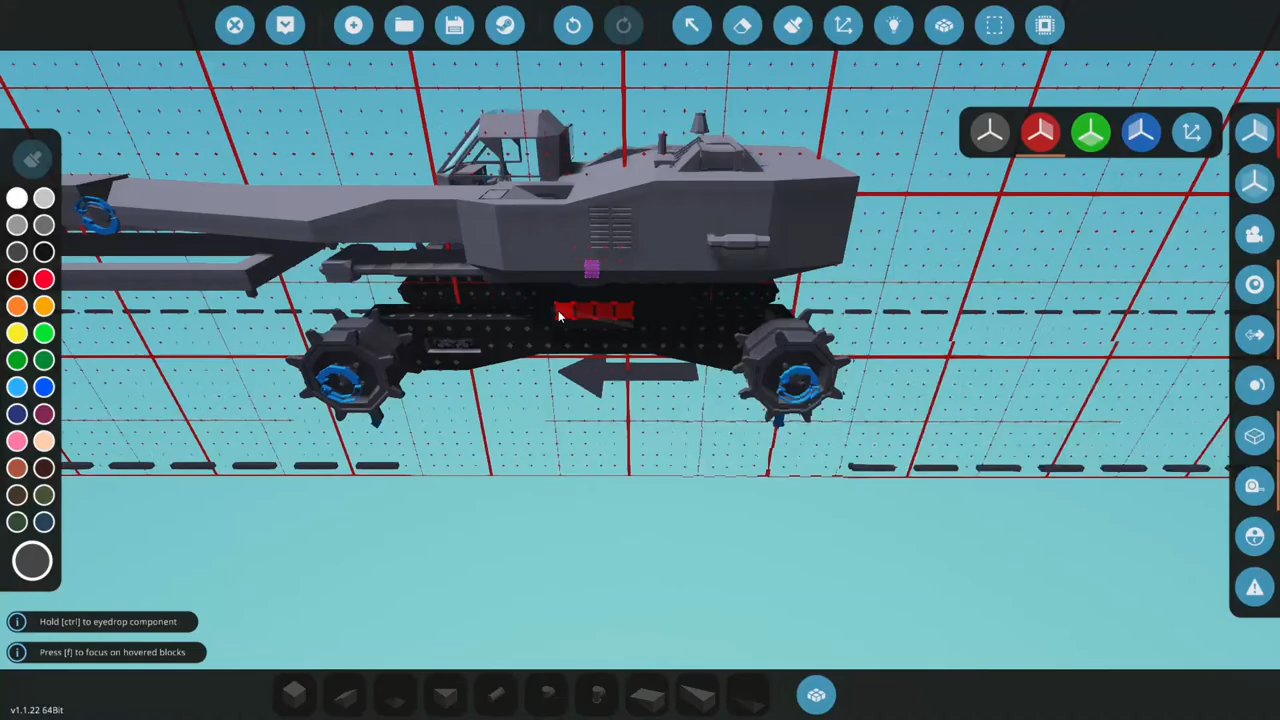 Hold [ctrl] to eyedrop component
Press [f] to focus on hovered blocks
v1.1.22 64Bit